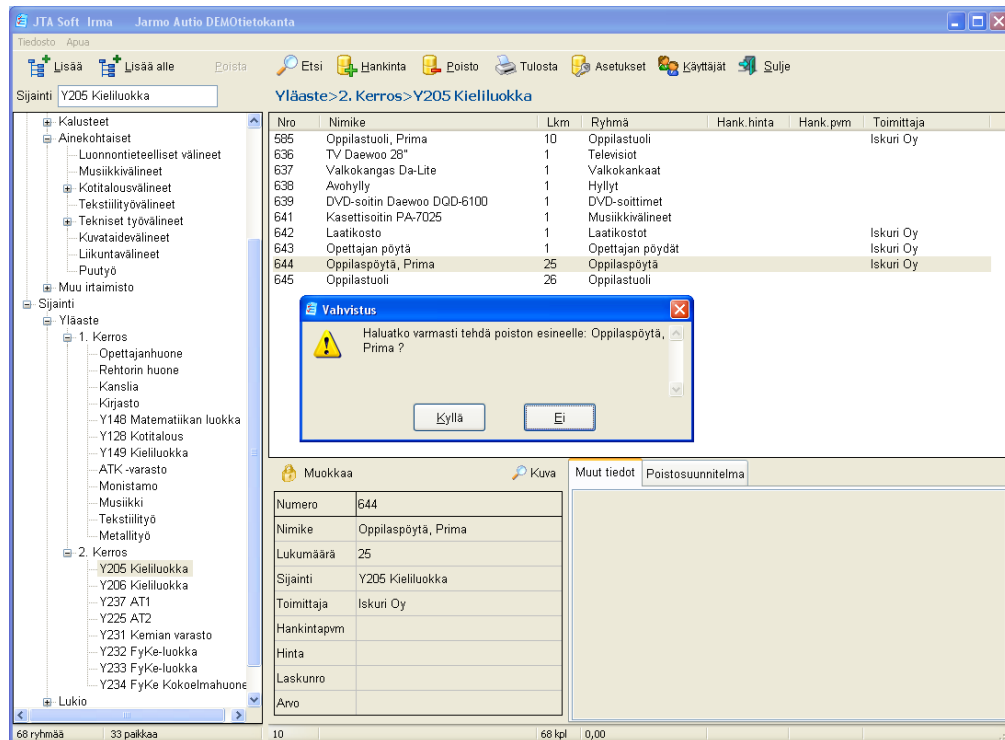 JTA Soft Irma Jarmo Autio DEMOtietokanta
Tiedosto Apua
Lisää Lisää alle Poista Etsi Hankinta Poisto Tulosta Asetukset Käyttäjät Sulje
Sijainti Y205 Kieliluokka
Yläaste>2. Kerros>Y205 Kieliluokka
Kalusteet
Ainekohtaiset
Luonnontieteelliset välineet
Musiikkivälineet
Kotitalousvälineet
Tekstiilityövälineet
Tekniset työvälineet
Kuvataidevälineet
Liikuntavälineet
Puutyö
Muu irtaimisto
Sijainti
Yläaste
1. Kerros
Opettajanhuone
Rehtorin huone
Kanslia
Kirjasto
Y148 Matematiikan luokka
Y128 Kotitalous
Y149 Kieliluokka
ATK -varasto
Monistamo
Musiikki
Tekstiilityö
Metallityö
2. Kerros
Y205 Kieliluokka
Y206 Kieliluokka
Y237 AT1
Y225 AT2
Y231 Kemian varasto
Y232 FyKe-luokka
Y233 FyKe-luokka
Y234 FyKe Kokoelmahuone
Lukio
Nro Nimike Lkm Ryhmä Hank.hinta Hank.pvm Toimittaja
585 Oppilastuoli, Prima 10 Oppilastuoli Iskuri Oy
636 TV Daewoo 28" 1 Televisiot
637 Valkokangas Da-Lite 1 Valkokankaat
638 Avohylly 1 Hyllyt
639 DVD-soitin Daewoo DQD-6100 1 DVD-soittimet
641 Kasettisoitin PA-7025 1 Musiikkivälineet
642 Laatikosto 1 Laatikostot Iskuri Oy
643 Opettajan pöytä 1 Opettajan pöydät Iskuri Oy
644 Oppilaspöytä, Prima 25 Oppilaspöytä Iskuri Oy
645 Oppilastuoli 26 Oppilastuoli
Vahvistus
Haluatko varmasti tehdä poiston esineelle: Oppilaspöytä,
Prima ?
Kyllä Ei
Muokkaa Kuva
Numero 644
Nimike Oppilaspöytä, Prima
Lukumäärä 25
Sijainti Y205 Kieliluokka
Toimittaja Iskuri Oy
Hankintapvm
Hinta
Laskunro
Arvo
Muut tiedot Poistosuunnitelma
68 ryhmää 33 paikkaa 10 68 kpl 0,00